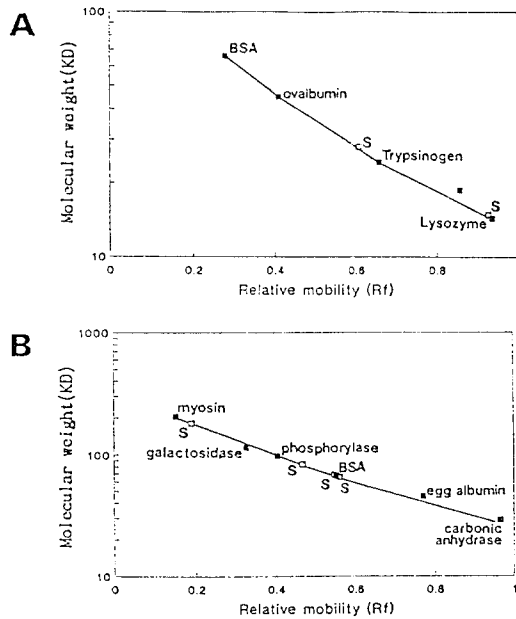 A
Molecular weight(KD)
100
10
BSA
ovalbumin
S
Trypsinogen
S
Lysozyme
0 0.2 0.4 0.6 0.8 1
Relative mobility (Rf)
B
Molecular weight(KD)
1000
100
10
myosin
S
galactosidase
phosphorylase
S
BSA
S
S
egg albumin
carbonic
anhydrase
0 0.2 0.4 0.6 0.8 1
Relative mobility (Rf)